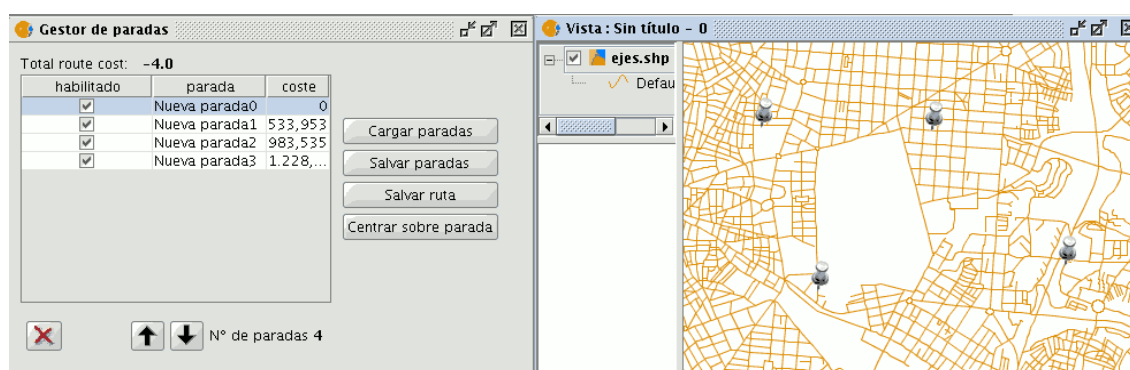 Gestor de paradas
Total route cost: -4.0
habilitado parada coste
Nueva parada0 0
Nueva parada1 533,953
Nueva parada2 983,535
Nueva parada3 1.228,...
Cargar paradas
Salvar paradas
Salvar ruta
Centrar sobre parada
N° de paradas 4
Vista : Sin título - 0
ejes.shp
Defau